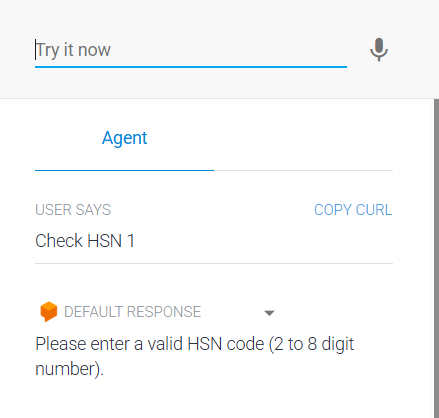 Try it now
Agent
USER SAYS COPY CURL
Check HSN 1
DEFAULT RESPONSE
Please enter a valid HSN code (2 to 8 digit
number).